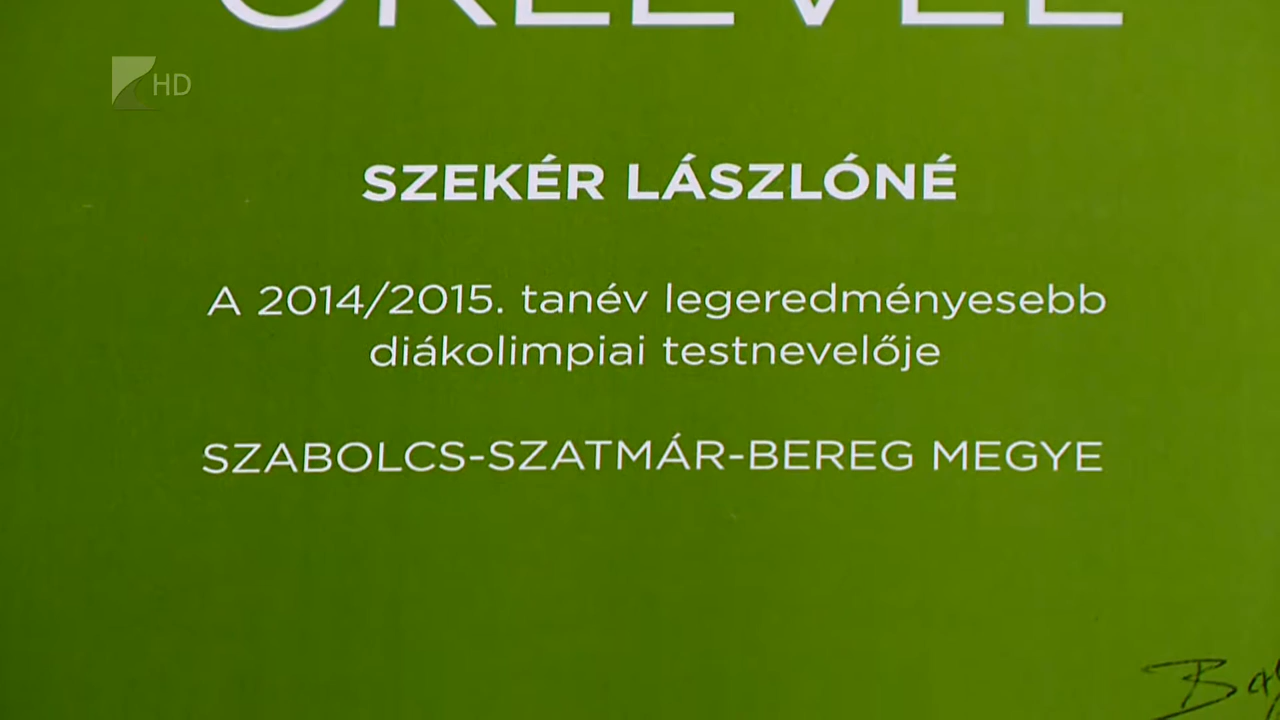 OKLEVÉL
HD
SZEKÉR LÁSZLÓNÉ
A 2014/2015. tanév legeredményesebb
diákolimpiai testnevelője
SZABOLCS-SZATMÁR-BEREG MEGYE